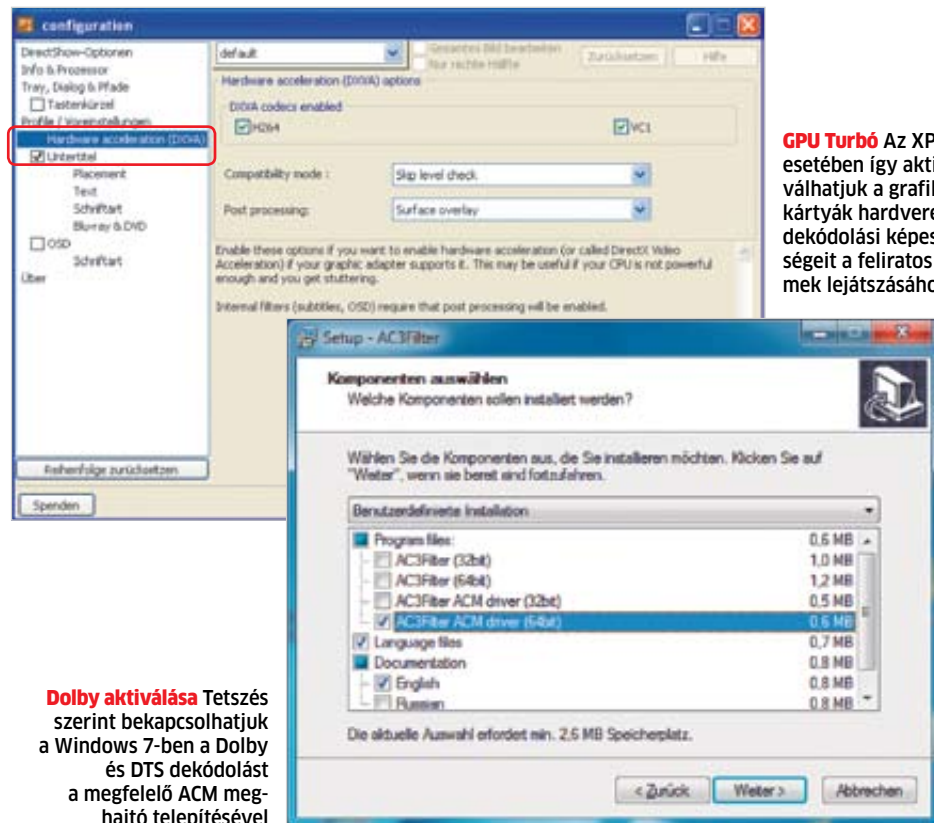 configuration
DirectShow-Optionen
Info & Prozessor
Tray, Dialog & Pfade
Tastenkürzel
Profile / Voreinstellungen
Hardware acceleration (DXVA)
Untertitel
Placement
Text
Schriftart
Blu-ray & DVD
OSD
Schriftart
Über
Reihenfolge zurücksetzen
Spenden
default
Gesamtes Bild bearbeiten
Nur rechte Hälfte
Zurücksetzen
Hilfe
Hardware acceleration (DXVA) options
DXVA codecs enabled
H264
VC1
Compatibility mode :
Skip level check
Post processing:
Surface overlay
Enable these options if you want to enable hardware acceleration (or called DirectX Video
Acceleration) if your graphic adapter supports it. This may be useful if your CPU is not powerful
enough and you get stuttering.
Internal filters (subtitles, OSD) require that post processing will be enabled.
GPU Turbó Az XP
esetében így akti
válhatjuk a grafik
kártyák hardvere
dekódolási képes
ségeit a feliratos
mek lejátszásáho
Setup - AC3Filter
Komponenten auswählen
Welche Komponenten sollen installiert werden?
Wählen Sie die Komponenten aus, die Sie installieren möchten. Klicken Sie auf
"Weiter", wenn sie bereit sind fortzufahren.
Benutzerdefinierte Installation
Program files: 0,6 MB
AC3Filter (32bit) 1,0 MB
AC3Filter (64bit) 1,2 MB
AC3Filter ACM driver (32bit) 0,5 MB
AC3Filter ACM driver (64bit) 0,6 MB
Language files 0,7 MB
Documentation 0,8 MB
English 0,8 MB
Russian 0,8 MB
Die aktuelle Auswahl erfordert min. 2,6 MB Speicherplatz.
< Zurück
Weiter >
Abbrechen
Dolby aktiválása Tetszés
szerint bekapcsolhatjuk
a Windows 7-ben a Dolby
és DTS dekódolást
a megfelelő ACM meg-
hajtó telepítésével